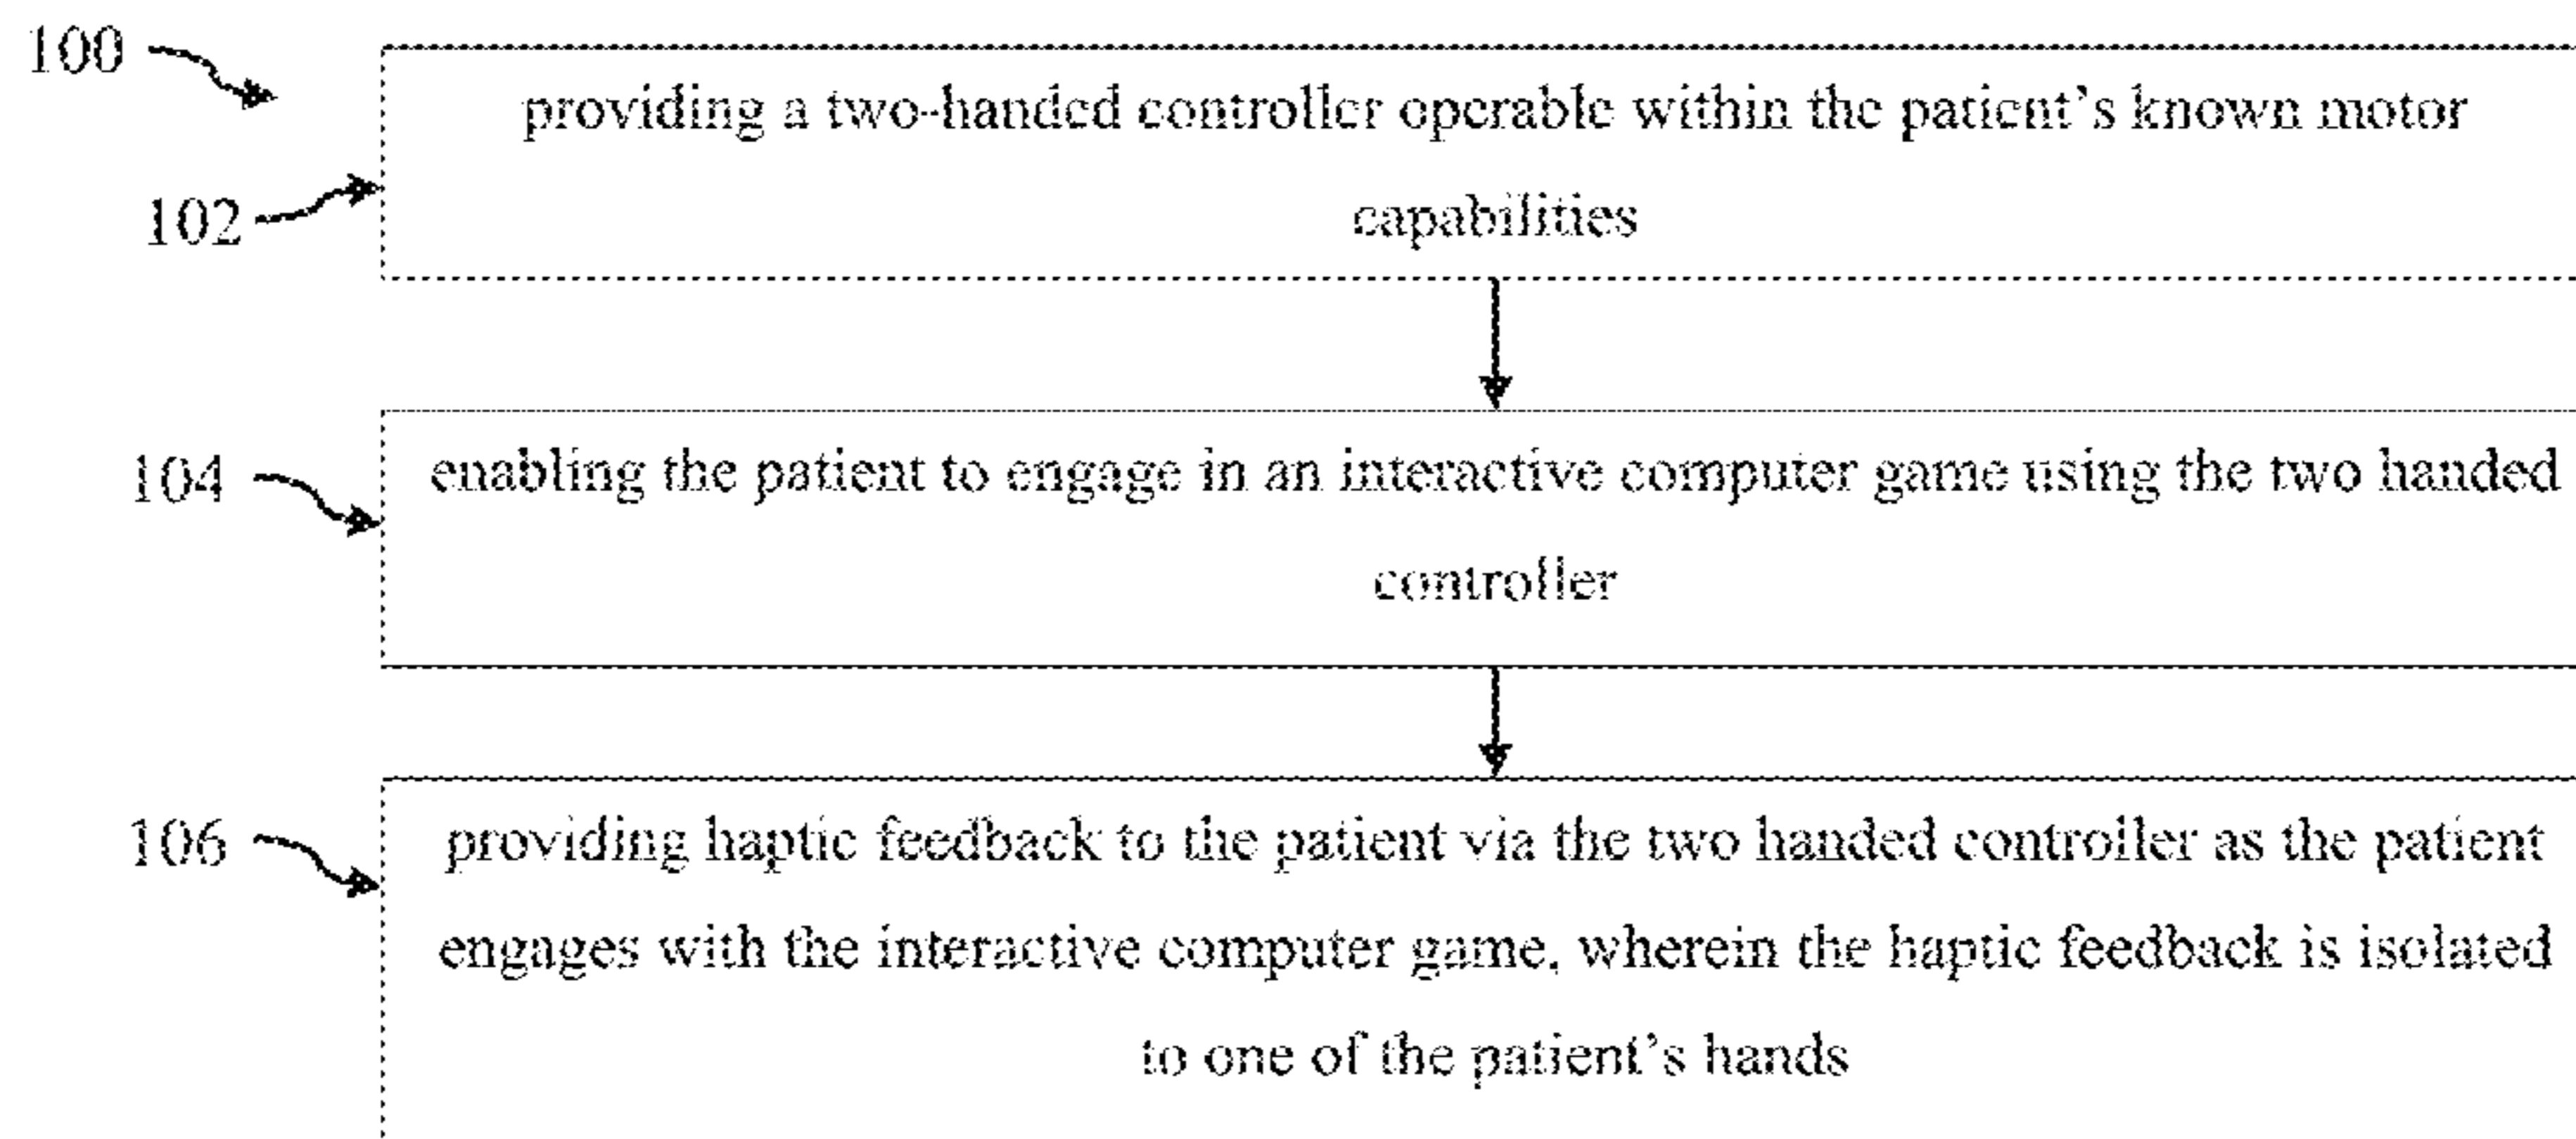 100
providing a two-handed controller operable within the patient's known motor
102
capabilities
104
enabling the patient to engage in an interactive computer game using the two handed
controller
106
providing haptic feedback to the patient via the two handed controller as the patient
engages with the interactive computer game, wherein the haptic feedback is isolated
to one of the patient's hands